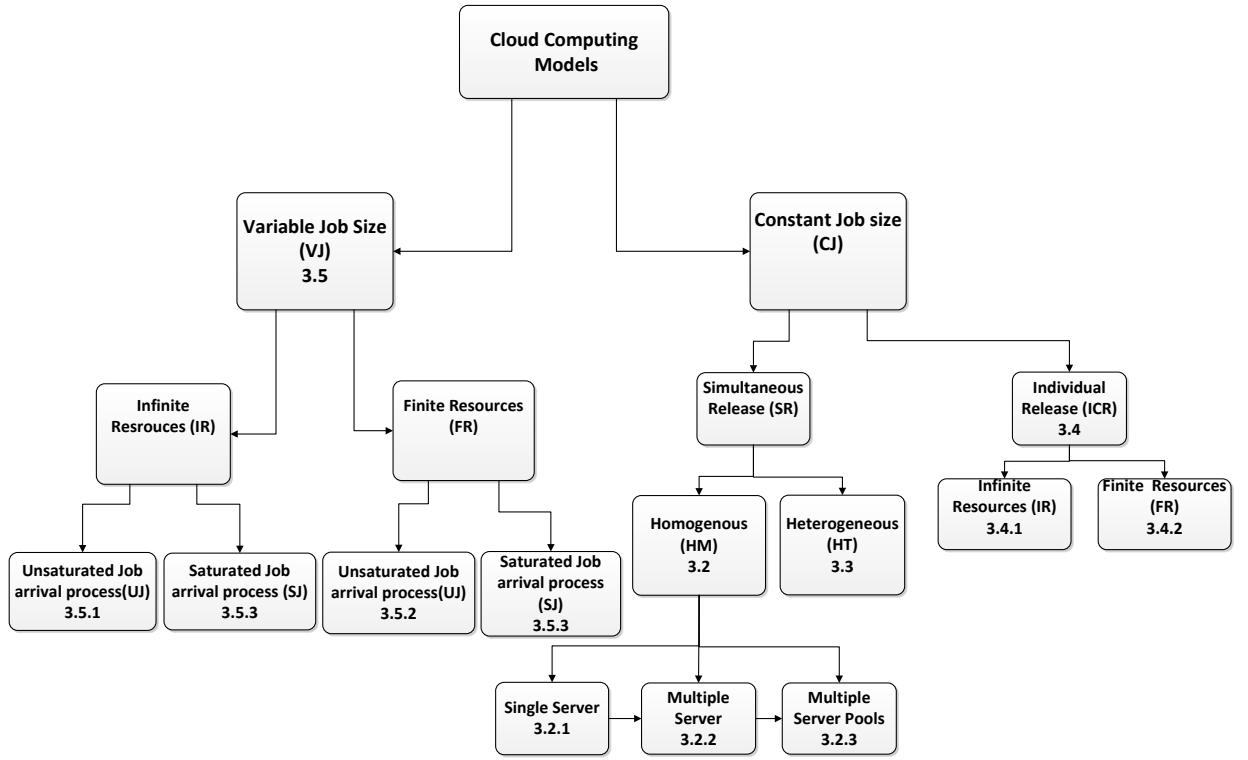 Cloud Computing
Models
Variable Job Size
(VJ)
3.5
Constant Job size
(CJ)
Infinite
Resrouces (IR)
Finite Resources
(FR)
Simultaneous
Release (SR)
Individual
Release (ICR)
3.4
Unsaturated Job
arrival process(UJ)
3.5.1
Saturated Job
arrival process (SJ)
3.5.3
Unsaturated Job
arrival process(UJ)
3.5.2
Saturated Job
arrival process
(SJ)
3.5.3
Homogenous
(HM)
3.2
Heterogeneous
(HT)
3.3
Infinite
Resources (IR)
3.4.1
Finite Resources
(FR)
3.4.2
Single Server
3.2.1
Multiple
Server
3.2.2
Multiple
Server Pools
3.2.3